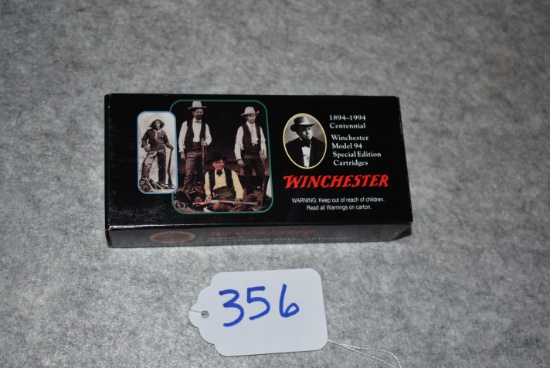 1894-1994
Centennial
Winchester
Model 94
Special Edition
Cartridges
WINCHESTER
WARNING: Keep out of reach of children.
Read all Warnings on carton.
356